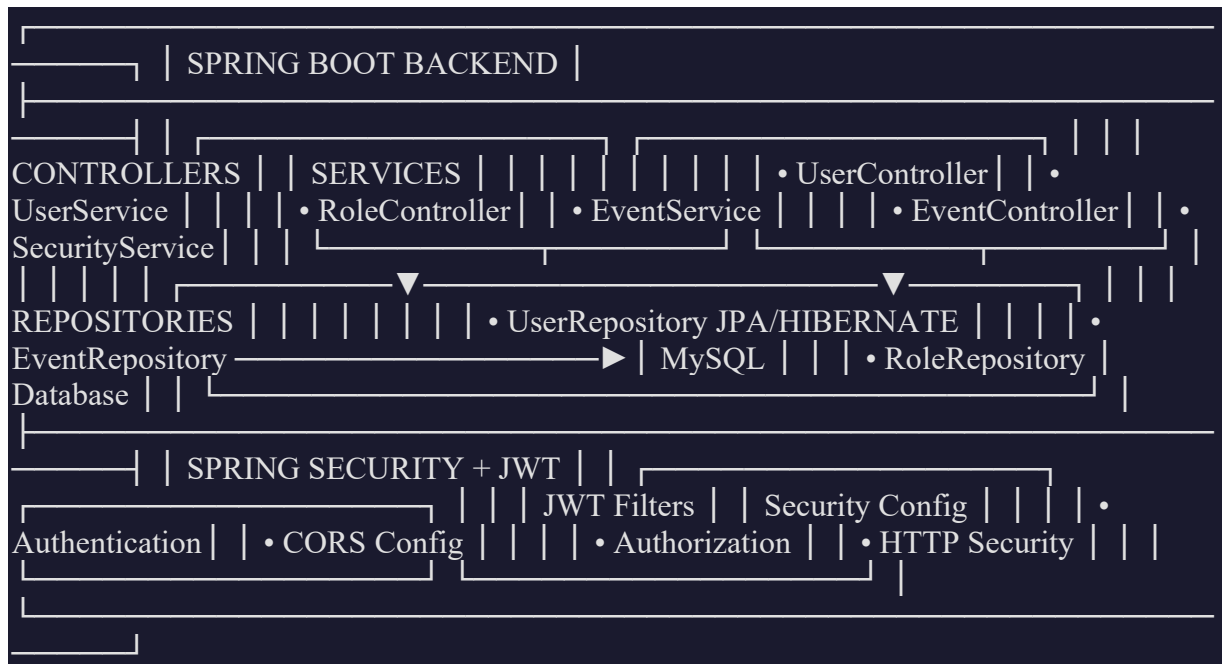 ┌──────────────────────────────────────────────────────
──────┐ │ SPRING BOOT BACKEND │
├──────────────────────────────────────────────────────
──────┤ │ ┌──────────────────┐ ┌──────────────────┐ │ │ │
CONTROLLERS │ │ SERVICES │ │ │ │ │ │ │ │ │ • UserController│ │ •
UserService │ │ │ │ • RoleController│ │ • EventService │ │ │ │ • EventController│ │ •
SecurityService│ │ │ └─────────┬────────┘ └─────────┬────────┘ │
│ │ │ │ │ ┌─────────▼────────────────────▼────────┐ │ │ │
REPOSITORIES │ │ │ │ │ │ │ • UserRepository JPA/HIBERNATE │ │ │ │ •
EventRepository ────────────────► │ MySQL │ │ │ • RoleRepository │
Database │ │ └───────────────────────────────────────┘ │
├──────────────────────────────────────────────────────
──────┤ │ SPRING SECURITY + JWT │ │ ┌──────────────────┐
┌──────────────────┐ │ │ │ JWT Filters │ │ Security Config │ │ │ │ •
Authentication│ │ • CORS Config │ │ │ │ • Authorization │ │ • HTTP Security │ │ │
└──────────────────┘ └──────────────────┘ │
└──────────────────────────────────────────────────────
──────┘